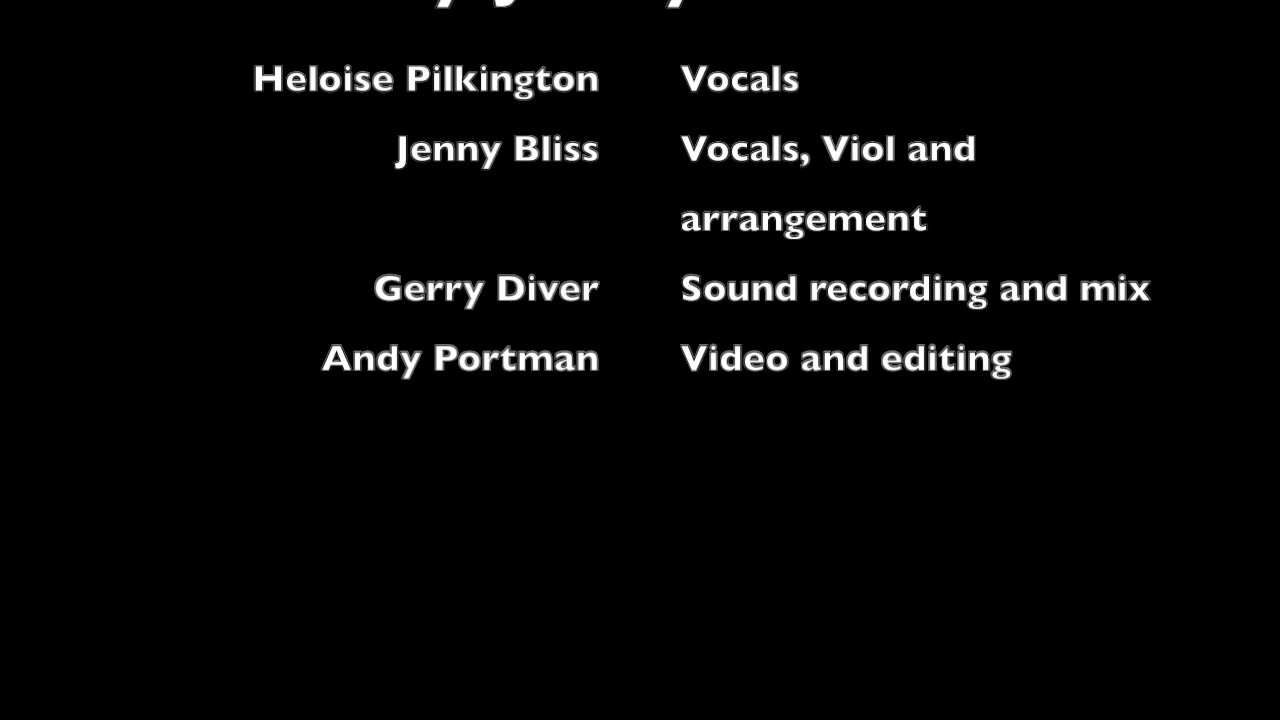 Heloise Pilkington Vocals
Jenny Bliss Vocals, Viol and
arrangement
Gerry Diver Sound recording and mix
Andy Portman Video and editing